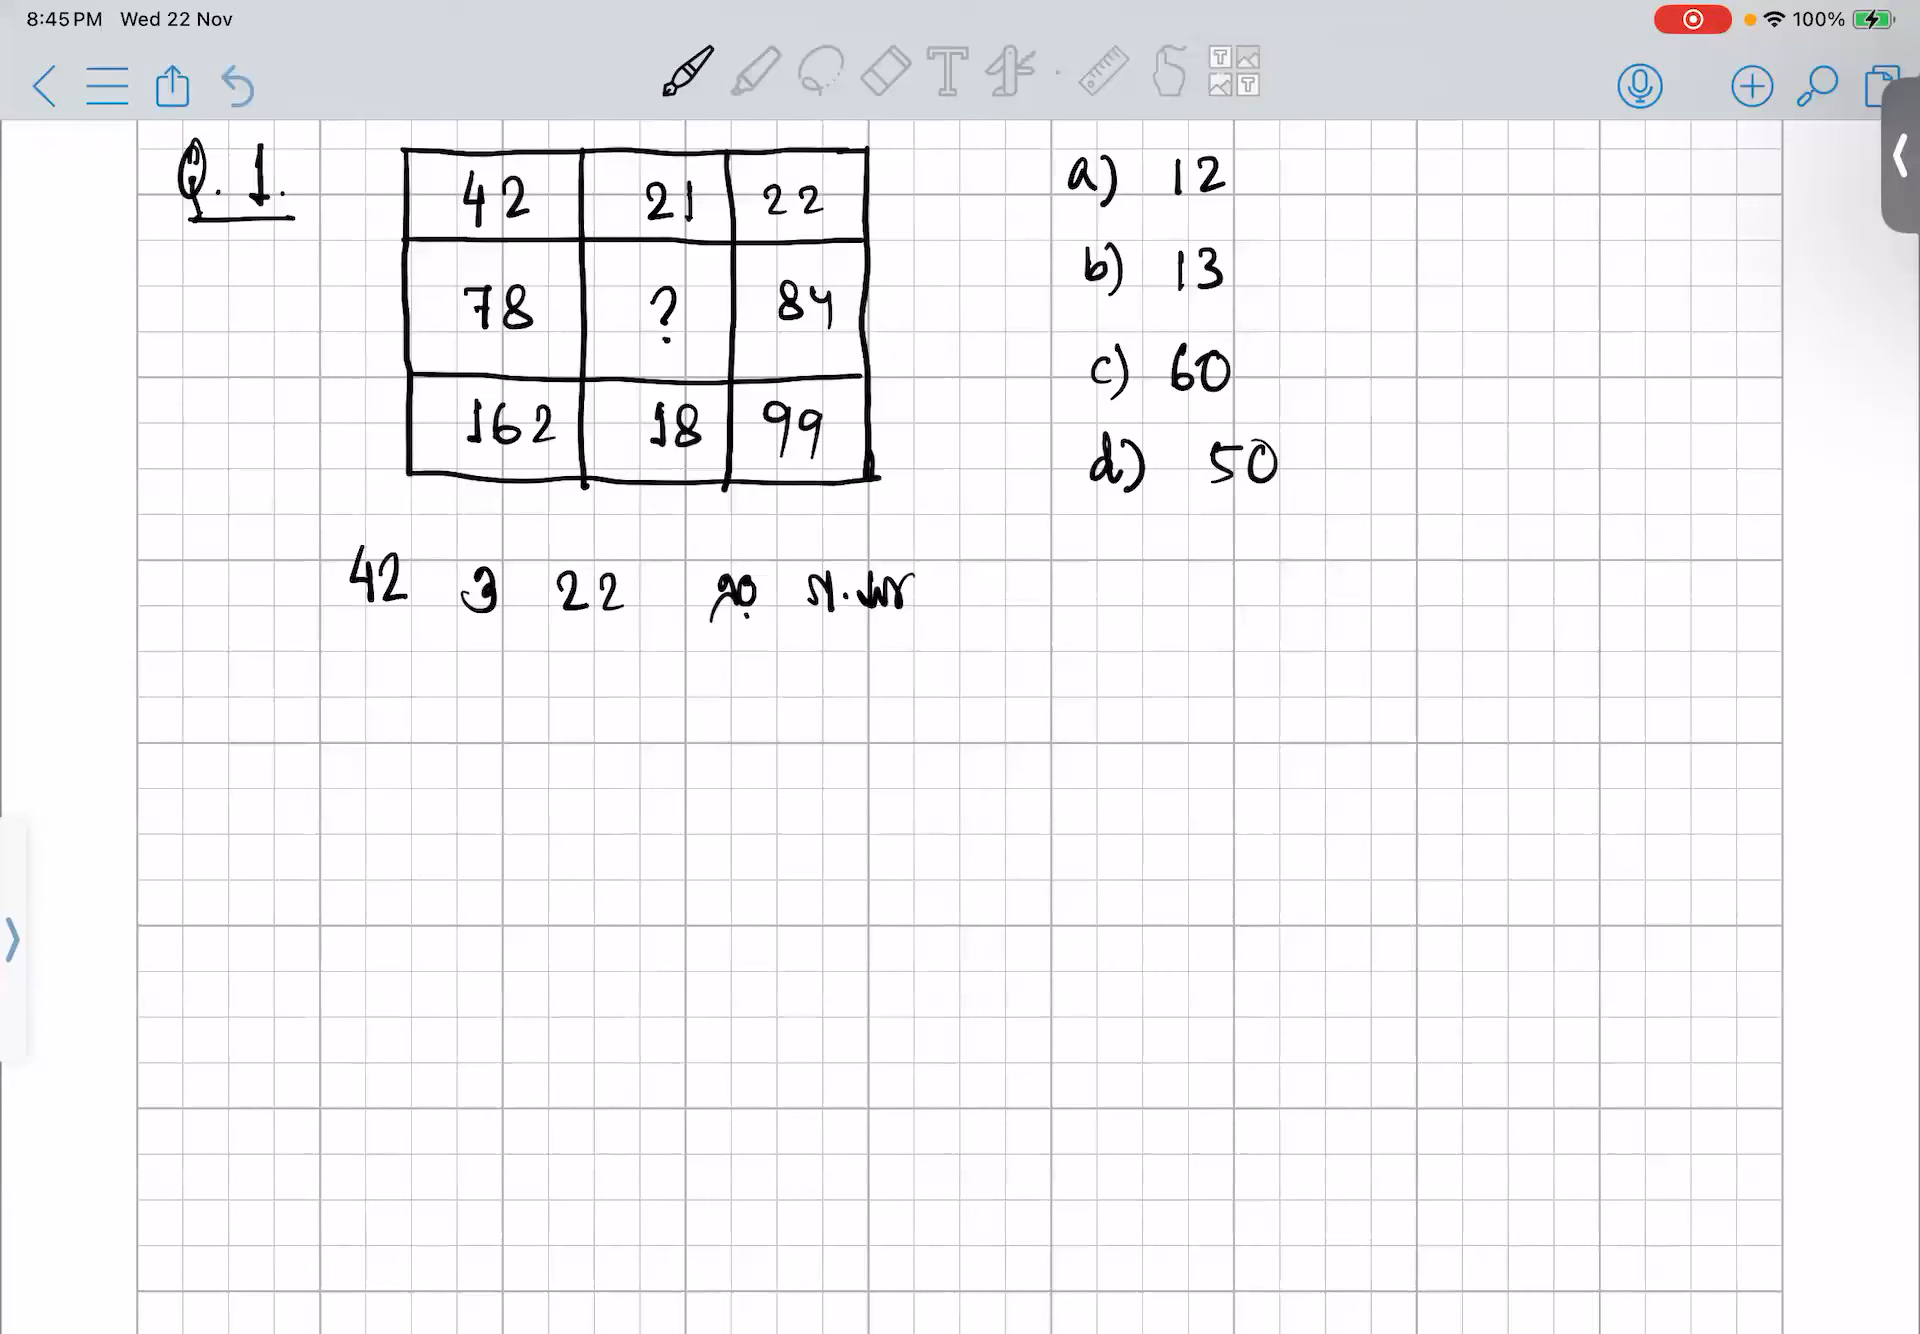 8:45 PM Wed 22 Nov 100%
Q. 1.
42 21 22
78 ? 84
162 18 99
a) 12
b) 13
c) 60
d) 50
42 ও 22